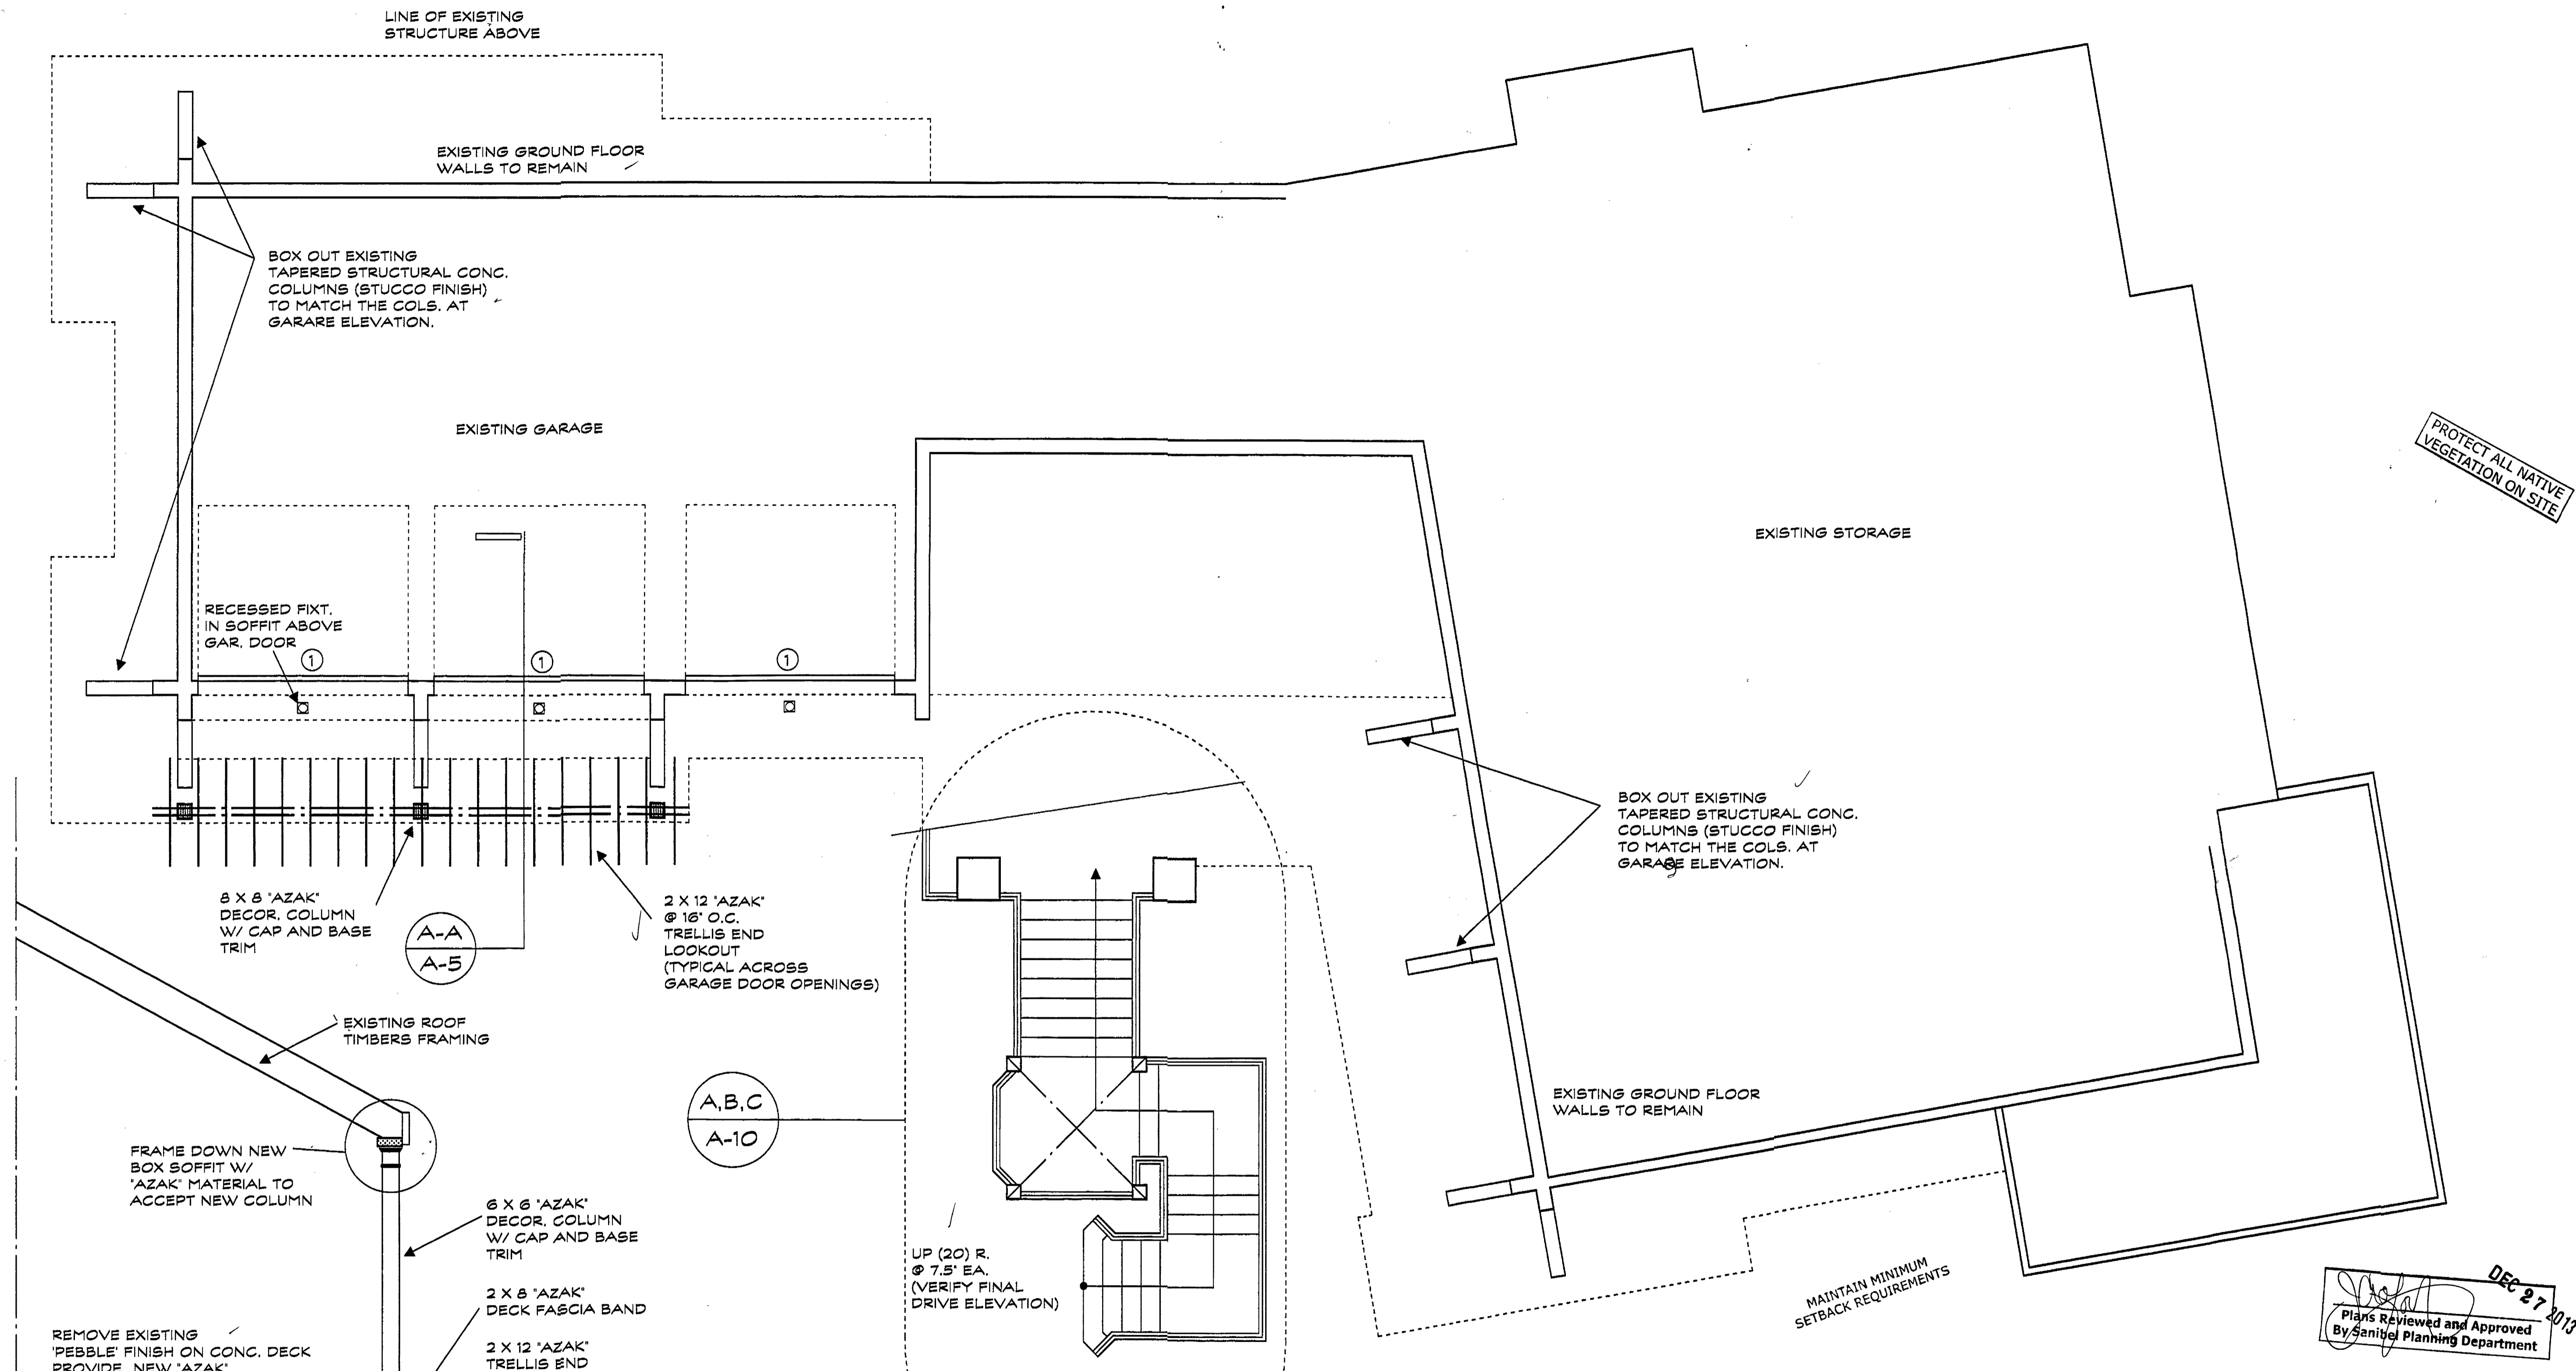 LINE OF EXISTING
STRUCTURE ABOVE
EXISTING GROUND FLOOR
WALLS TO REMAIN
BOX OUT EXISTING
TAPERED STRUCTURAL CONC.
COLUMNS (STUCCO FINISH)
TO MATCH THE COLS. AT
GARARE ELEVATION.
EXISTING GARAGE
PROTECT ALL NATIVE
VEGETATION ON SITE
EXISTING STORAGE
RECESSED FIXT.
IN SOFFIT ABOVE
GAR. DOOR
1
1
1
BOX OUT EXISTING
TAPERED STRUCTURAL CONC.
COLUMNS (STUCCO FINISH)
TO MATCH THE COLS. AT
GARAGE ELEVATION.
8 X 8 "AZAK"
DECOR. COLUMN
W/ CAP AND BASE
TRIM
A-A
A-5
2 X 12 "AZAK"
@ 16" O.C.
TRELLIS END
LOOKOUT
(TYPICAL ACROSS
GARAGE DOOR OPENINGS)
EXISTING ROOF
TIMBERS FRAMING
A,B,C
A-10
EXISTING GROUND FLOOR
WALLS TO REMAIN
FRAME DOWN NEW
BOX SOFFIT W/
"AZAK" MATERIAL TO
ACCEPT NEW COLUMN
6 X 6 "AZAK"
DECOR. COLUMN
W/ CAP AND BASE
TRIM
UP (20) R.
@ 7.5" EA.
(VERIFY FINAL
DRIVE ELEVATION)
MAINTAIN MINIMUM
SETBACK REQUIREMENTS
2 X 8 "AZAK"
DECK FASCIA BAND
DEC 27 2013
Plans Reviewed and Approved
By Sanibel Planning Department
REMOVE EXISTING
'PEBBLE' FINISH ON CONC. DECK
PROVIDE NEW "AZAK"
2 X 12 "AZAK"
TRELLIS END